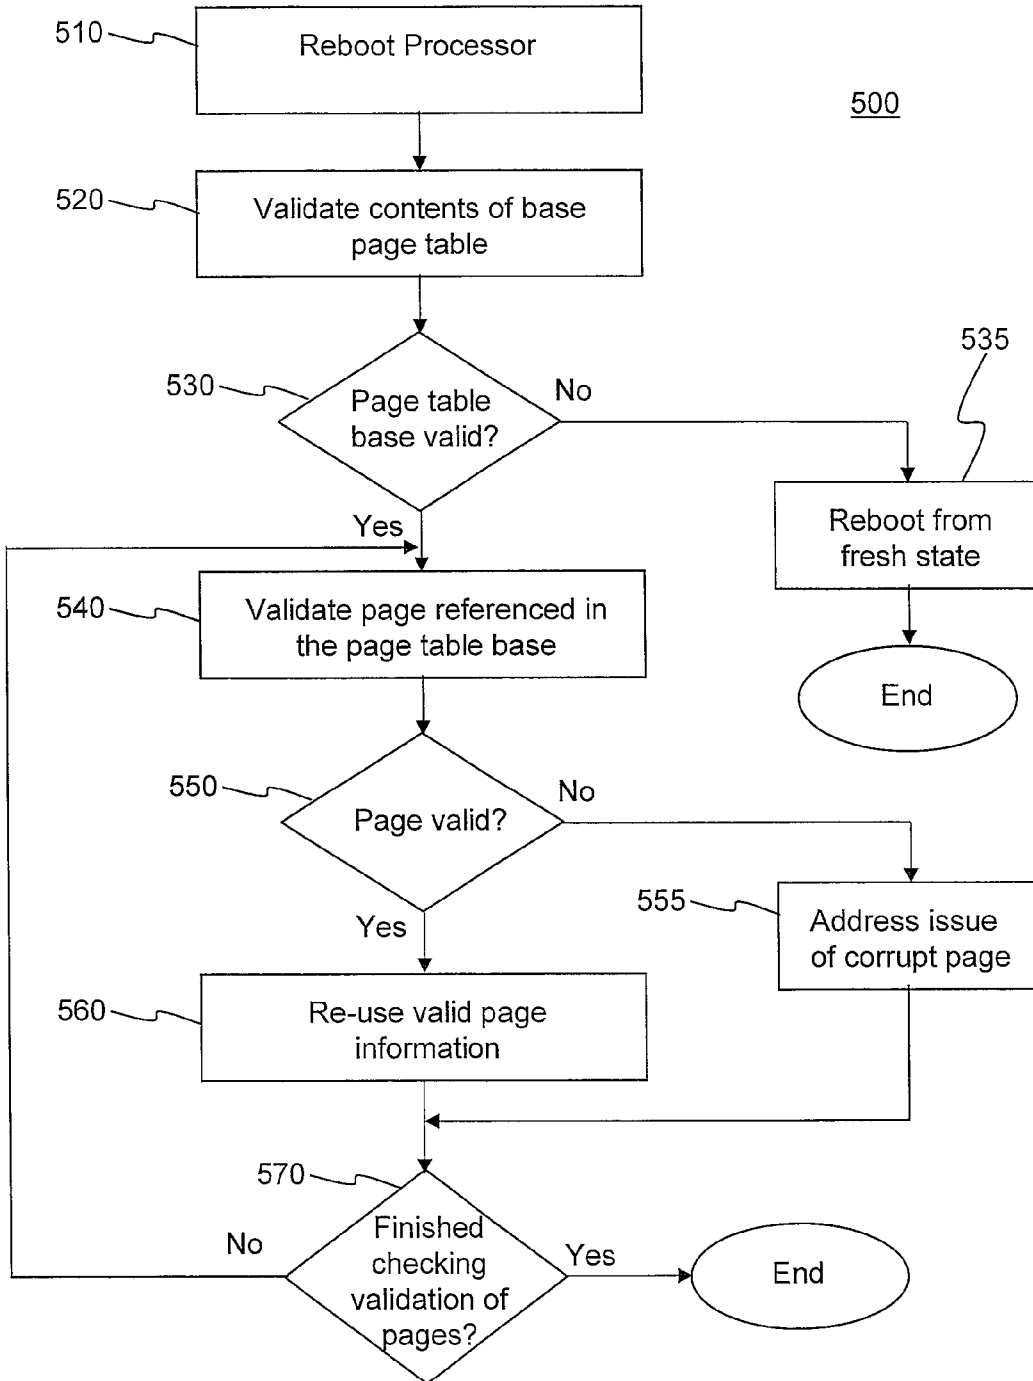 510
Reboot Processor
500
520
Validate contents of base
page table
530
Page table
base valid?
No
535
Yes
Reboot from
fresh state
540
Validate page referenced in
the page table base
End
550
Page valid?
No
Yes
555
Address issue
of corrupt page
560
Re-use valid page
information
570
No
Finished
checking
validation of
pages?
Yes
End